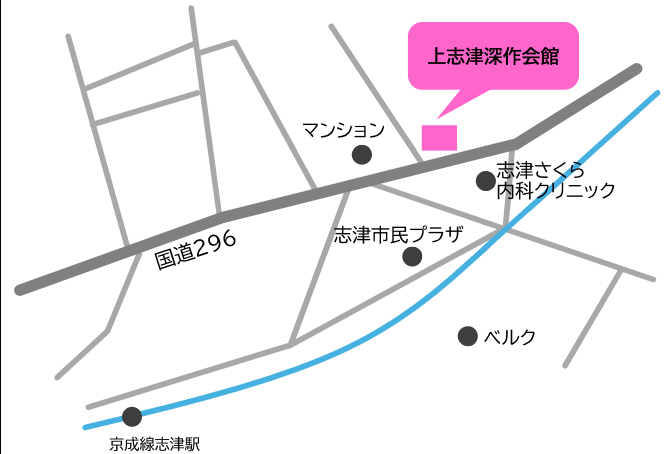 上志津深作会館
マンション
志津さくら
内科クリニック
志津市民プラザ
国道296
ベルク
京成線志津駅